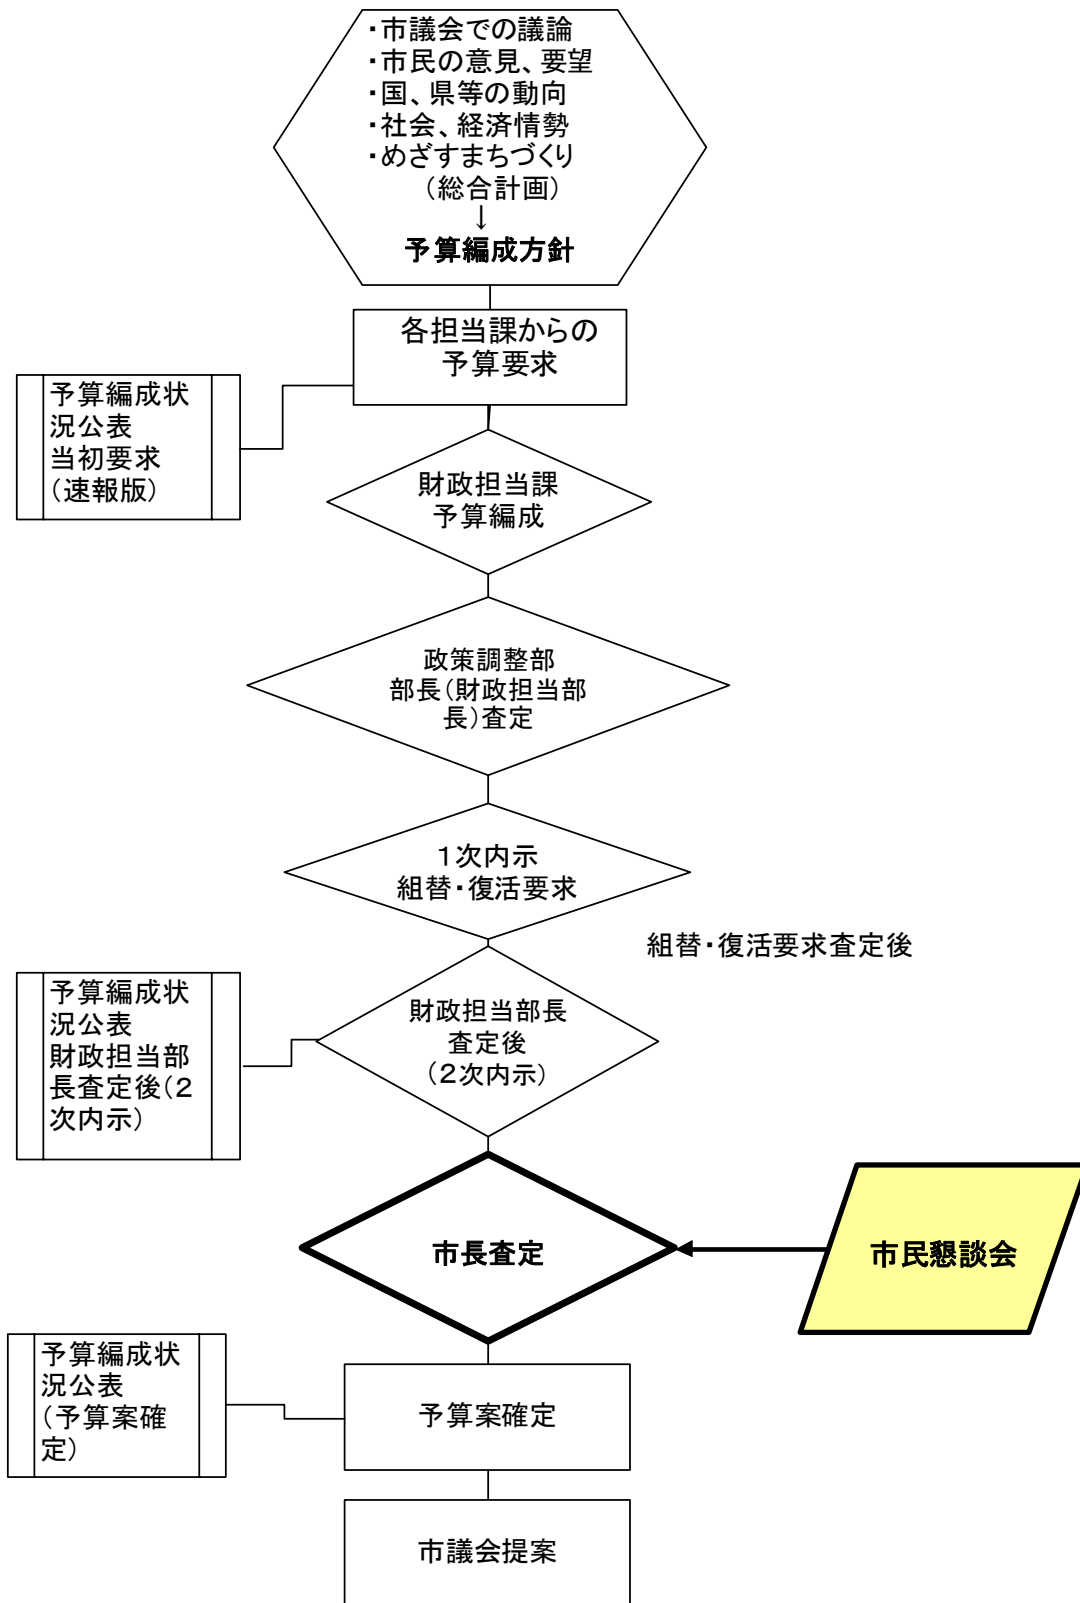 ・市議会での議論
・市民の意見、要望
・国、県等の動向
・社会、経済情勢
・めざすまちづくり
（総合計画）
↓
予算編成方針
各担当課からの
予算要求
予算編成状
況公表
当初要求
（速報版）
財政担当課
予算編成
政策調整部
部長（財政担当部
長）査定
１次内示
組替・復活要求
組替・復活要求査定後
予算編成状
況公表
財政担当部
長査定後（２
次内示）
財政担当部長
査定後
（２次内示）
市長査定
市民懇談会
予算編成状
況公表
（予算案確
定）
予算案確定
市議会提案